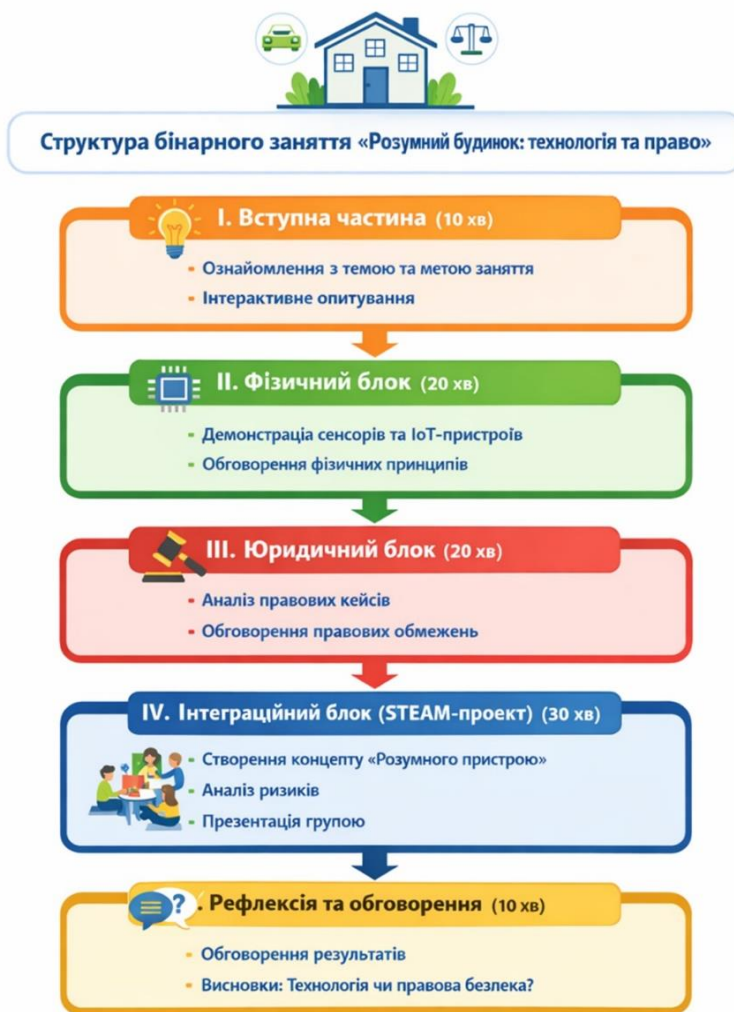 Структура бінарного заняття «Розумний будинок: технологія та право»
I. Вступна частина (10 хв)
- Ознайомлення з темою та метою заняття
- Інтерактивне опитування
II. Фізичний блок (20 хв)
- Демонстраціа сенсорів та IoT-пристроїв
- Обговорення фізичних принципів
III. Юридичний блок (20 хв)
- Аналіз правових кейсів
- Обговорення правових обмежень
IV. Інтеграційний блок (STEAM-проект) (30 хв)
- Створення концепту «Розумного пристрою»
- Аналіз ризиків
- Презентація групою
?
. Рефлексія та обговорення (10 хв)
- Обговорення результатів
- Висновки: Технологія чи правова безлека?